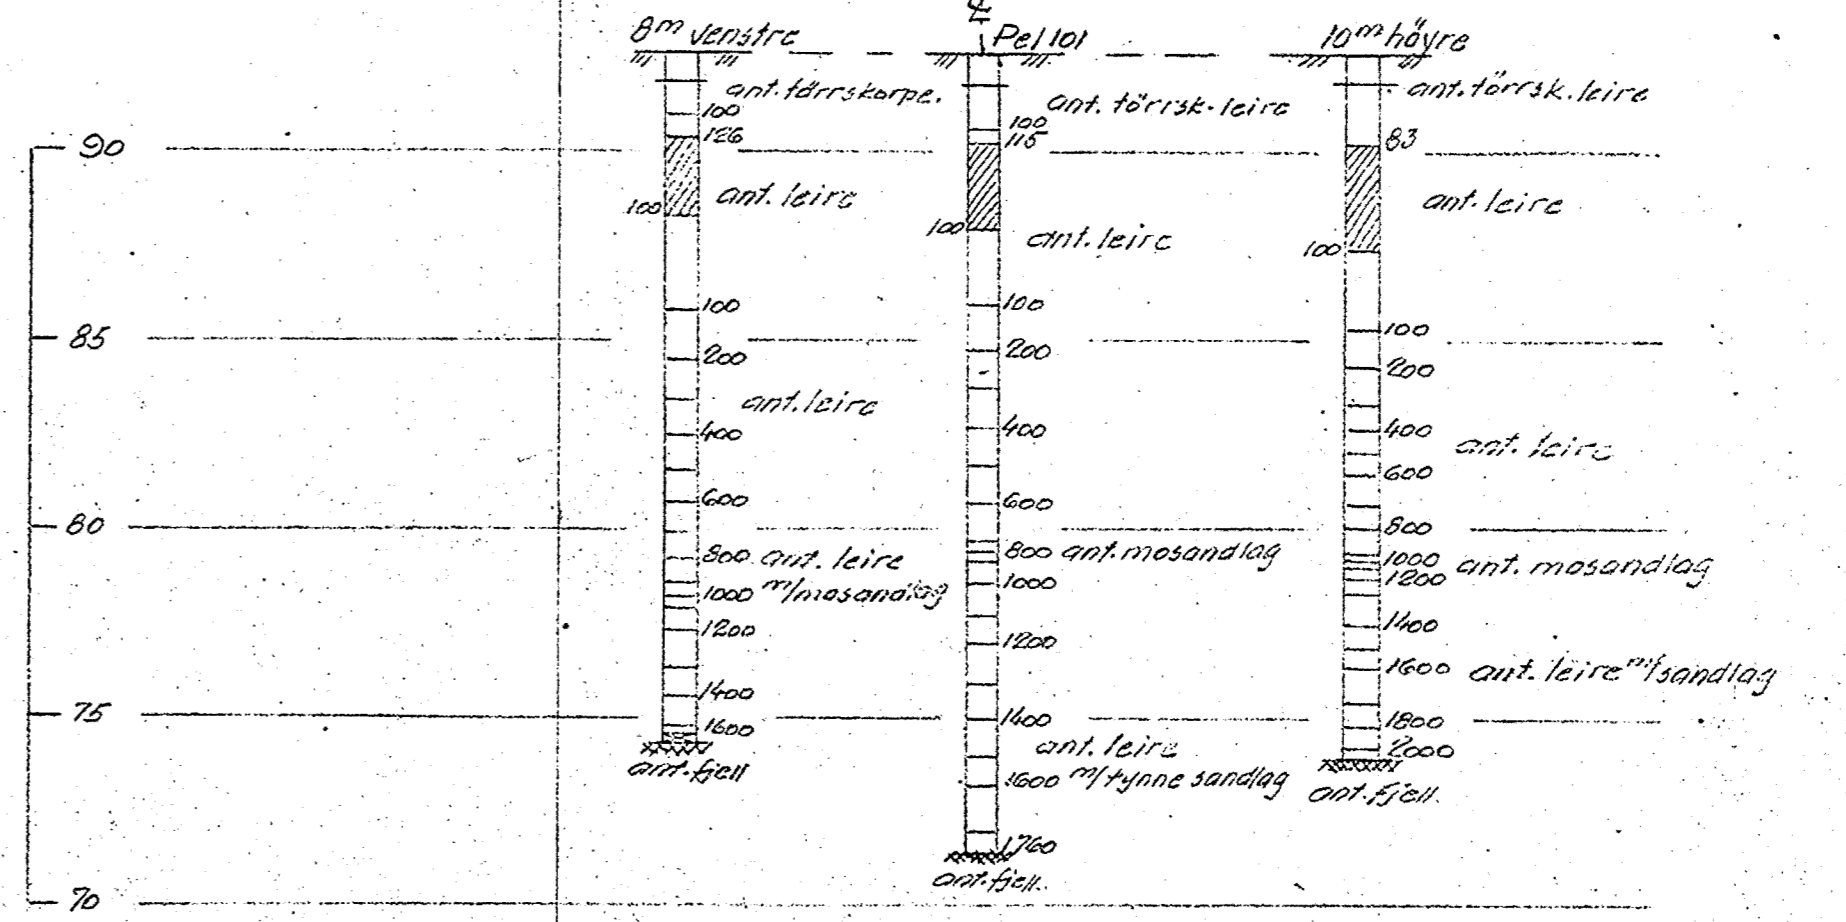 ℄
8m venstre
Pel 101
10m höyre
ant. törrskorpe.
100
126
ant. leire
100
100
200
ant. leire
400
600
800 ant. leire
1000 m/mosandlag
1200
1400
1600
ant. fjell
ant. törrsk. leire
100
115
100
ant. leire
100
200
400
600
800 ant. mosandlag
1000
1200
1400
ant. leire
1600 m/tynne sandlag
1760
ant. fjell.
ant. törrsk. leire
83
ant. leire
100
100
200
400
ant. leire
600
800
1000 ant. mosandlag
1200
1400
1600 ant. leire m/sandlag
1800
2000
ant. fjell.
90
85
80
75
70